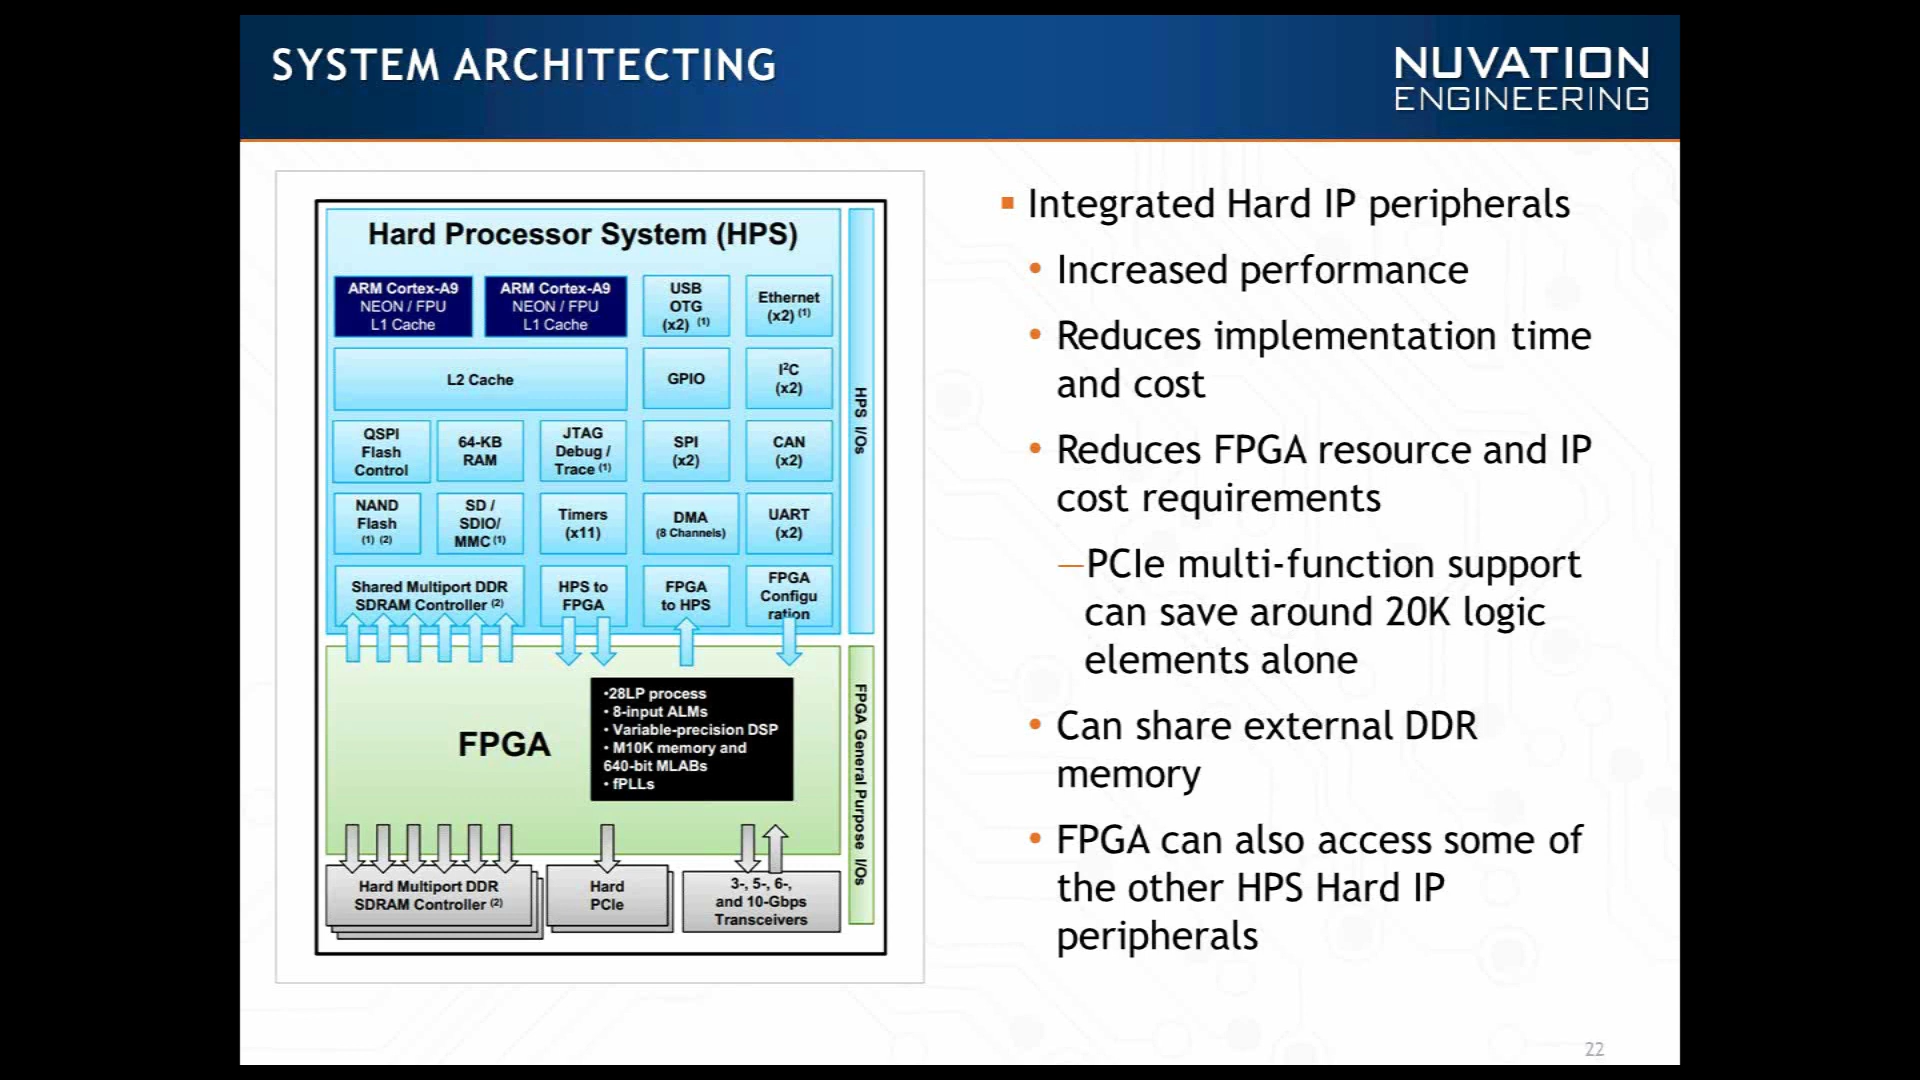 SYSTEM ARCHITECTING
NUVATION
ENGINEERING
Hard Processor System (HPS)
ARM Cortex-A9
NEON / FPU
L1 Cache
ARM Cortex-A9
NEON / FPU
L1 Cache
USB
OTG
(x2) (1)
Ethernet
(x2) (1)
L2 Cache
GPIO
I²C
(x2)
QSPI
Flash
Control
64-KB
RAM
JTAG
Debug /
Trace (1)
SPI
(x2)
CAN
(x2)
NAND
Flash
(1) (2)
SD /
SDIO/
MMC (1)
Timers
(x11)
DMA
(8 Channels)
UART
(x2)
Shared Multiport DDR
SDRAM Controller (2)
HPS to
FPGA
FPGA
to HPS
FPGA
Configu
ration
HPS I/Os
FPGA
•28LP process
• 8-input ALMs
• Variable-precision DSP
• M10K memory and
640-bit MLABs
• fPLLs
FPGA General Purpose I/Os
Hard Multiport DDR
SDRAM Controller (2)
Hard
PCIe
3-, 5-, 6-,
and 10-Gbps
Transceivers
▪ Integrated Hard IP peripherals
• Increased performance
• Reduces implementation time
and cost
• Reduces FPGA resource and IP
cost requirements
—PCIe multi-function support
can save around 20K logic
elements alone
• Can share external DDR
memory
• FPGA can also access some of
the other HPS Hard IP
peripherals
22